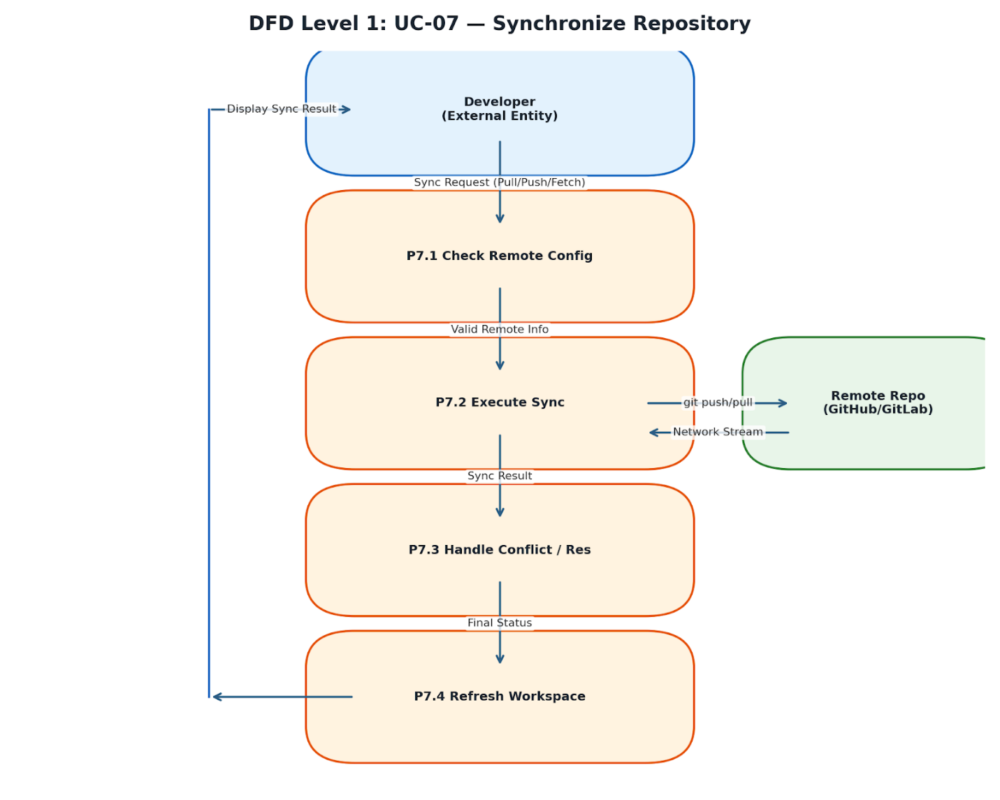 DFD Level 1: UC-07 — Synchronize Repository
Developer
(External Entity)
Display Sync Result
Sync Request (Pull/Push/Fetch)
P7.1 Check Remote Config
Valid Remote Info
P7.2 Execute Sync
git push/pull
Remote Repo
(GitHub/GitLab)
Network Stream
Sync Result
P7.3 Handle Conflict / Res
Final Status
P7.4 Refresh Workspace